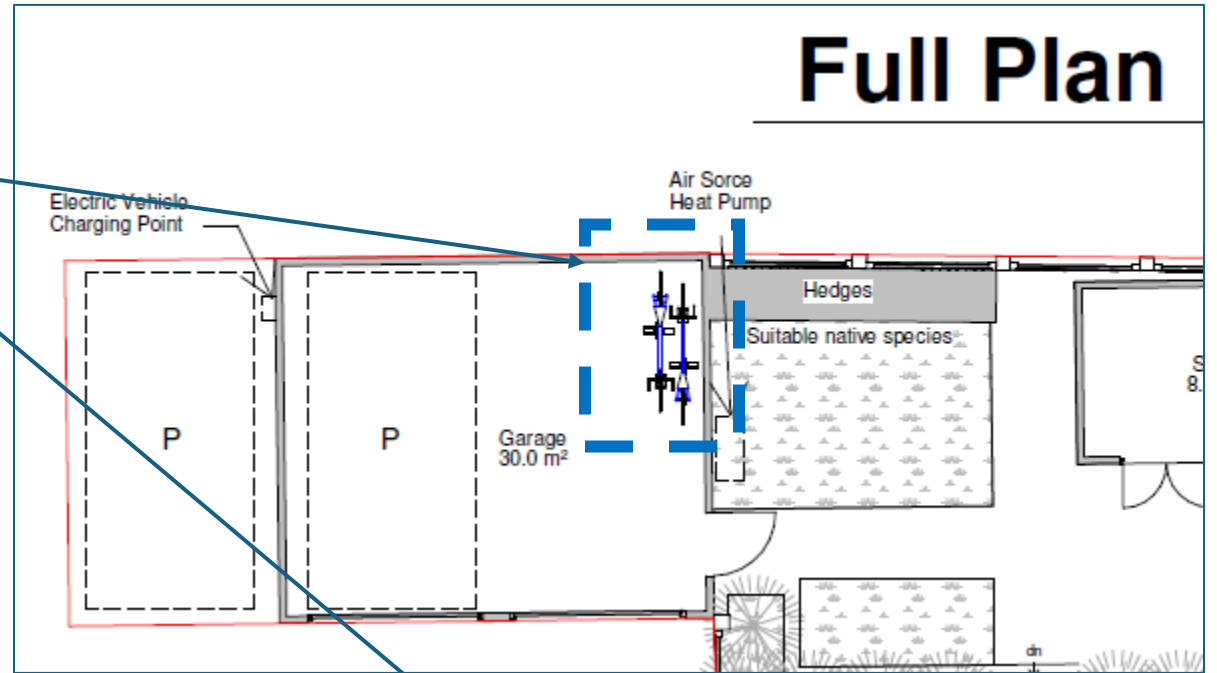 Full Plan
Air Sorce
Heat Pump
Electric Vehicle
Charging Point
Hedges
Suitable native species
S
8.
P
P
Garage
30.0 m²
dn